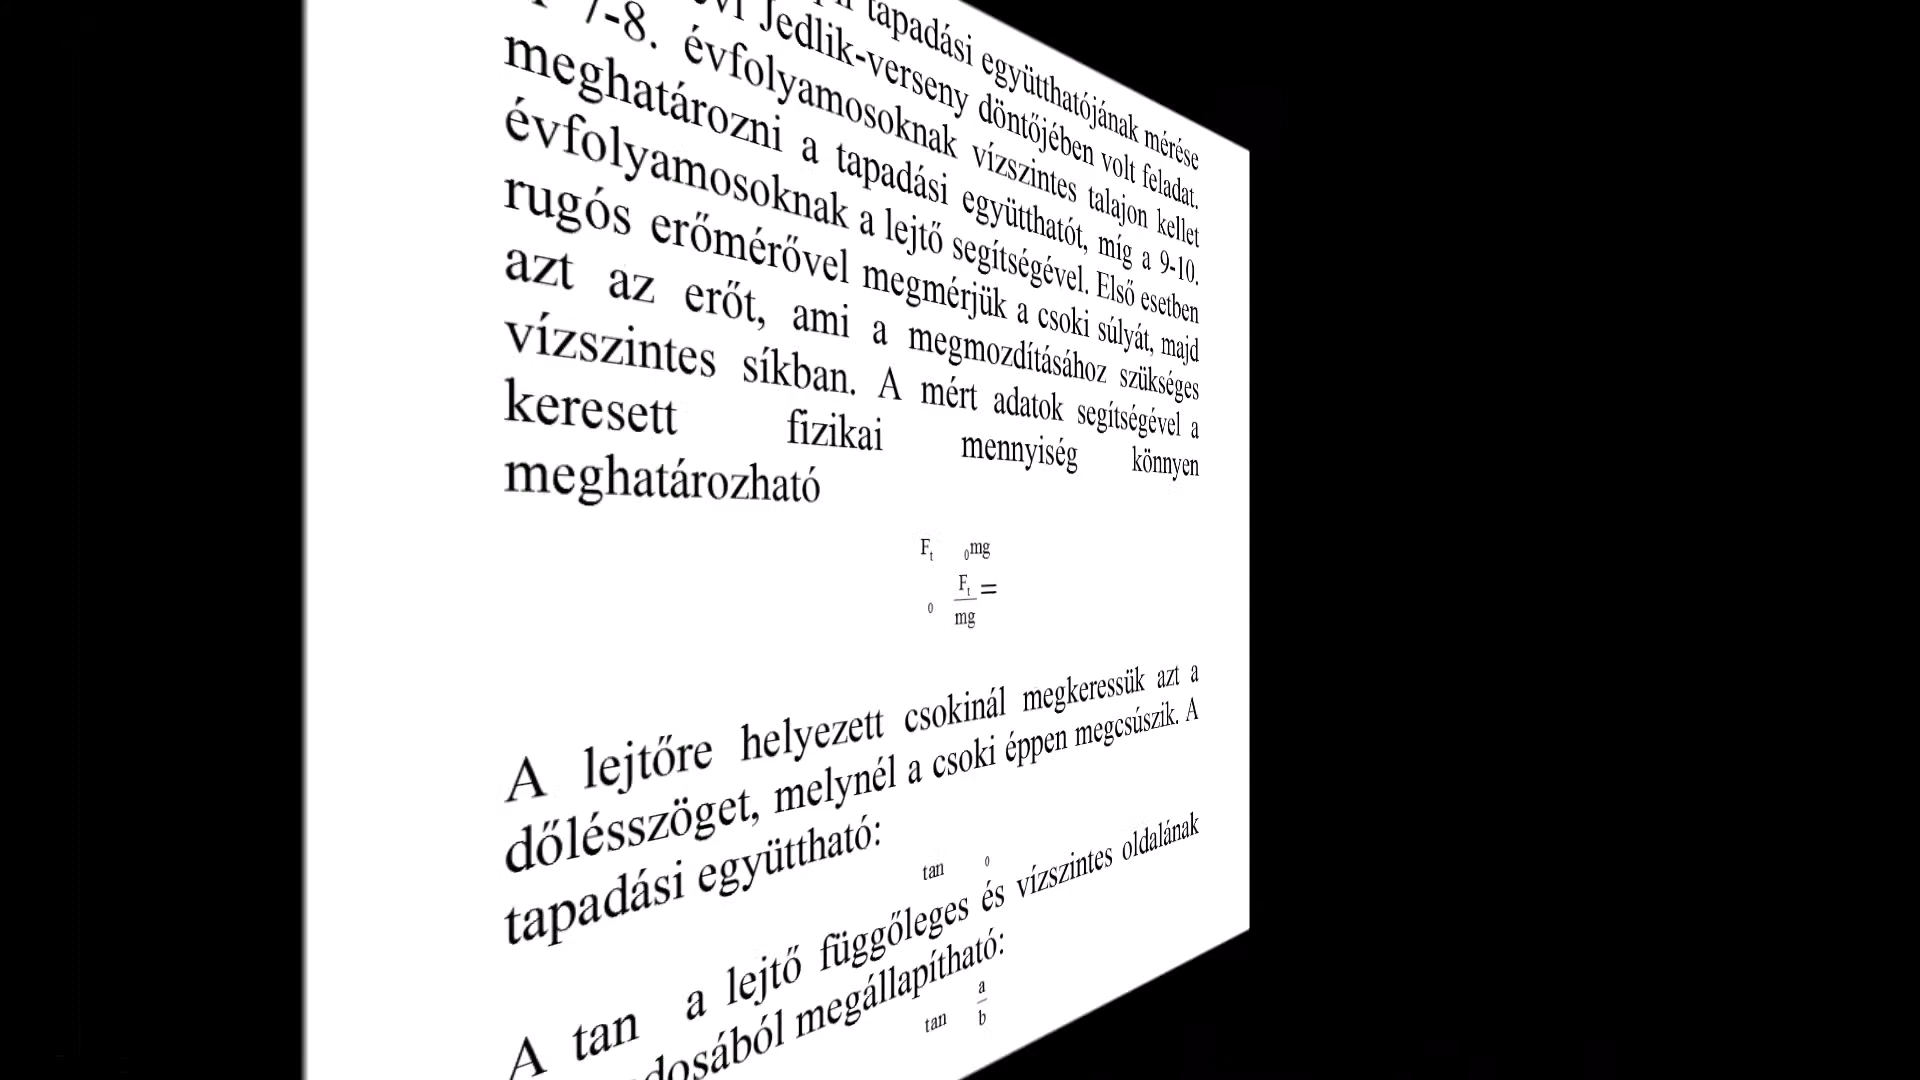 tapadási együtthatójának mérése
Jedlik-verseny döntőjében volt feladat.
7-8. évfolyamosoknak vízszintes talajon kellet
meghatározni a tapadási együtthatót, míg a 9-10.
évfolyamosoknak a lejtő segítségével. Első esetben
rugós erőmérővel megmérjük a csoki súlyát, majd
azt az erőt, ami a megmozdításához szükséges
vízszintes síkban. A mért adatok segítségével a
keresett fizikai mennyiség könnyen
meghatározható
Ft 0mg
0 Ft/mg =
A lejtőre helyezett csokinál megkeressük azt a
dőlésszöget, melynél a csoki éppen megcsúszik. A
tapadási együttható:
tan 0
A tan a lejtő függőleges és vízszintes oldalának
megállapítható:
tan a/b